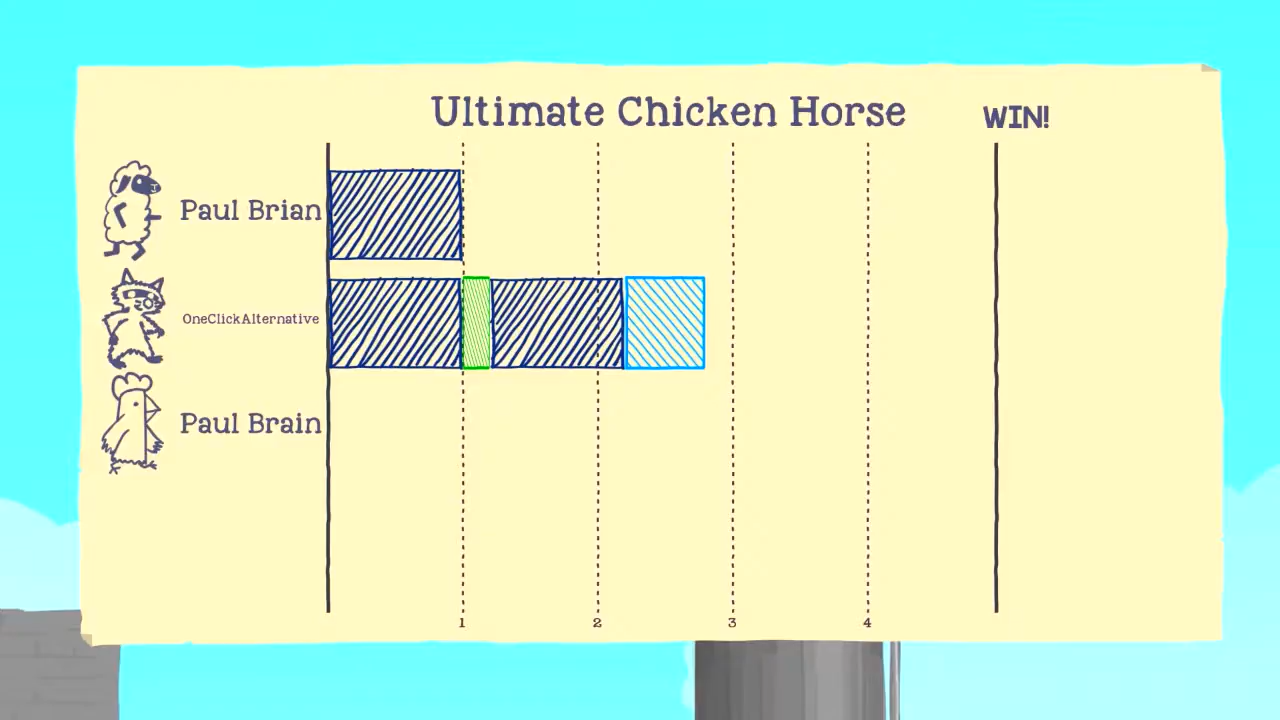 Ultimate Chicken Horse
WIN!
Paul Brian
OneClickAlternative
Paul Brain
1 2 3 4